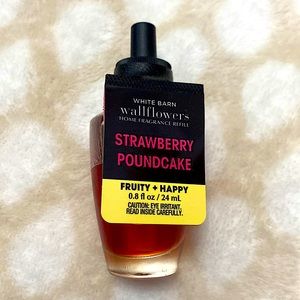 WHITE BARN
wallflowers
HOME FRAGRANCE REFILL
STRAWBERRY
POUNDCAKE
FRUITY + HAPPY
0.8 fl oz / 24 mL
CAUTION: EYE IRRITANT.
READ INSIDE CAREFULLY.